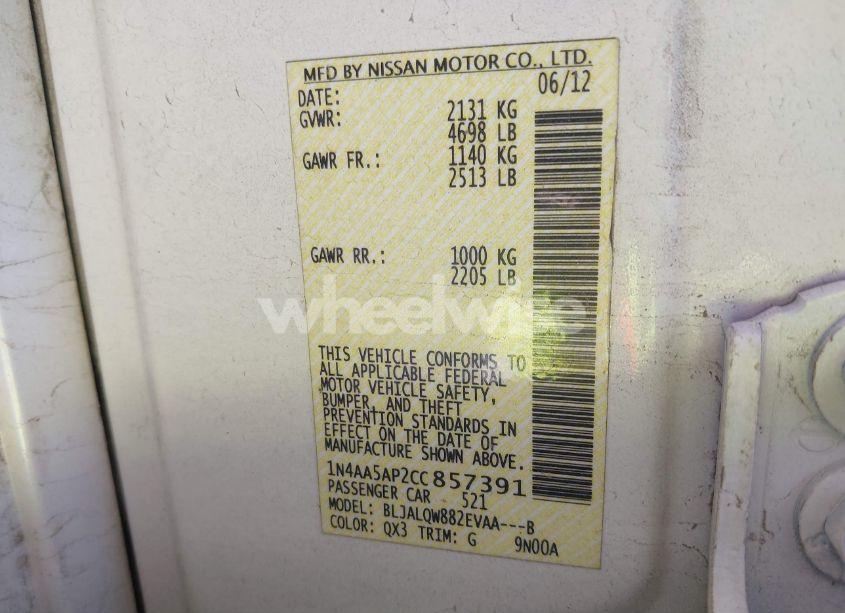 MFD BY NISSAN MOTOR CO., LTD.
DATE: 06/12
GVWR: 2131 KG
4698 LB
GAWR FR.: 1140 KG
2513 LB
GAWR RR.: 1000 KG
2205 LB
wheelwise
THIS VEHICLE CONFORMS TO
ALL APPLICABLE FEDERAL
MOTOR VEHICLE SAFETY,
BUMPER, AND THEFT
PREVENTION STANDARDS IN
EFFECT ON THE DATE OF
MANUFACTURE SHOWN ABOVE.
1N4AA5AP2CC857391
PASSENGER CAR 521
MODEL: BLJALQW882EVAA---B
COLOR: QX3 TRIM: G 9N00A